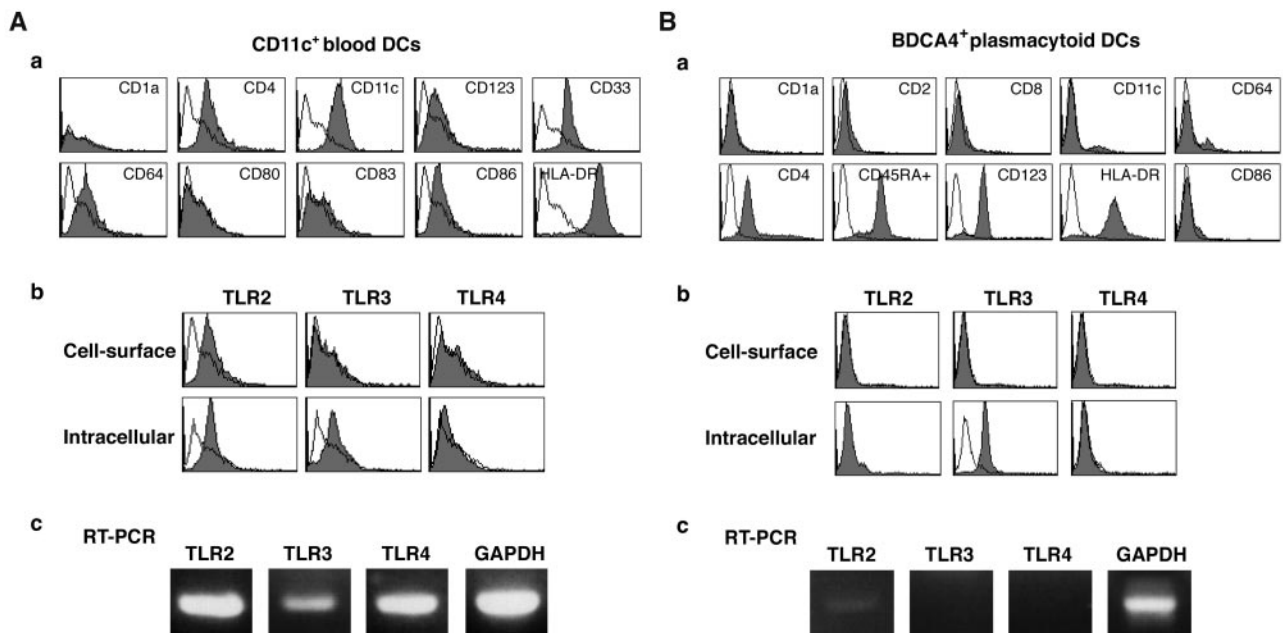 A
CD11c+ blood DCs
a
CD1a CD4 CD11c CD123 CD33
CD64 CD80 CD83 CD86 HLA-DR
b
TLR2 TLR3 TLR4
Cell-surface
Intracellular
c
RT-PCR
TLR2 TLR3 TLR4 GAPDH
B
BDCA4+ plasmacytoid DCs
a
CD1a CD2 CD8 CD11c CD64
CD4 CD45RA+ CD123 HLA-DR CD86
b
TLR2 TLR3 TLR4
Cell-surface
Intracellular
c
RT-PCR
TLR2 TLR3 TLR4 GAPDH